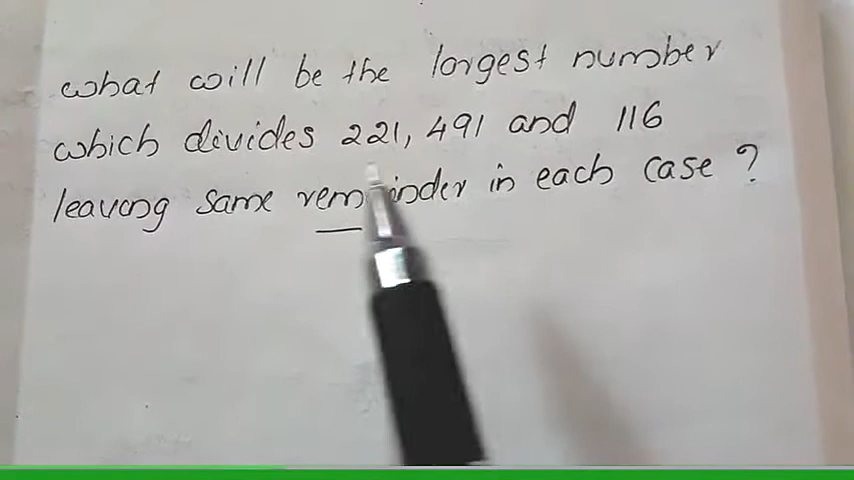 what will be the largest number
which divides 221, 491 and 116
leaving same remainder in each case ?